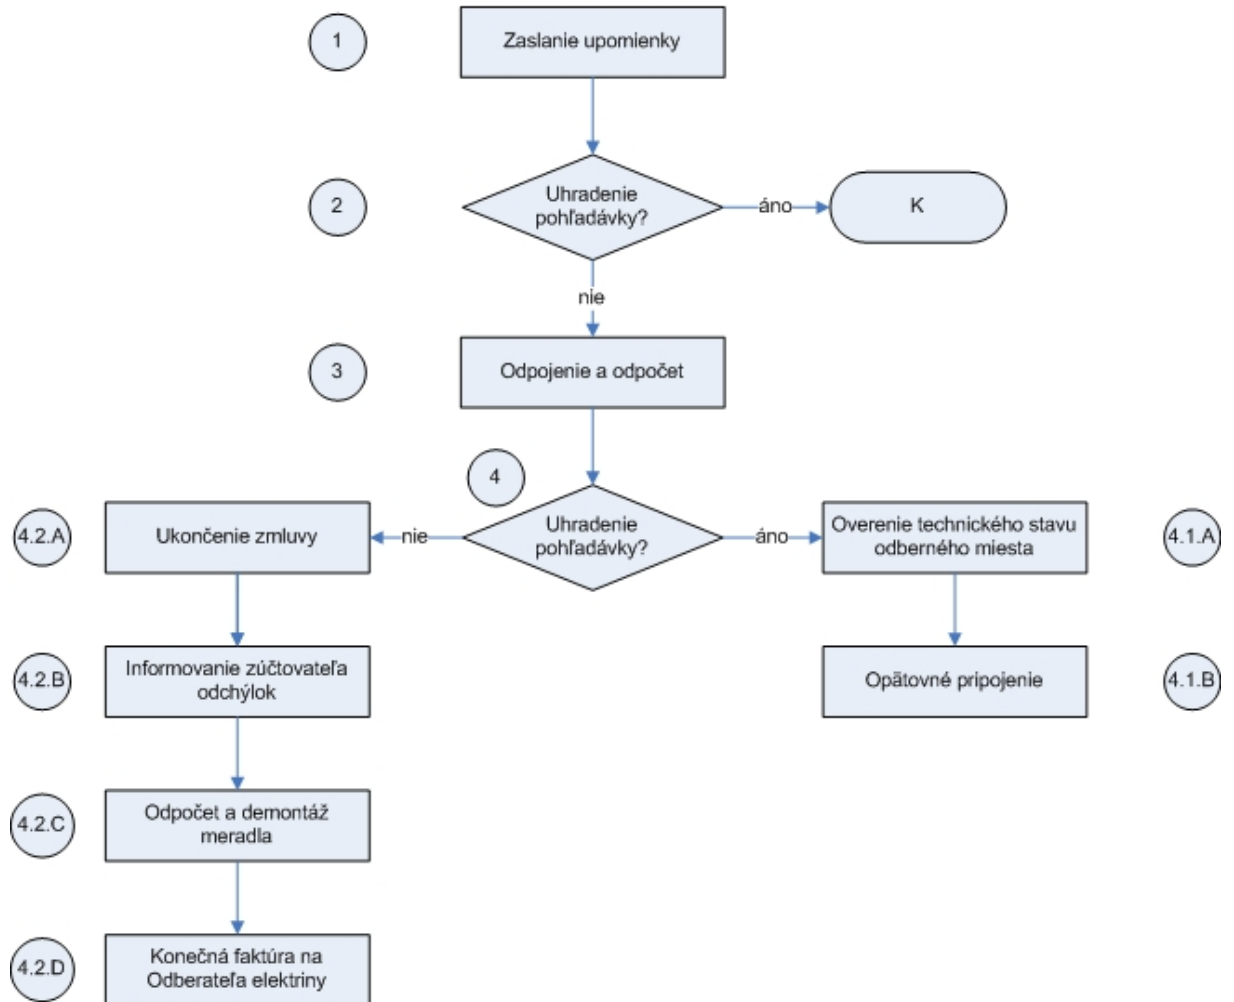 1
Zaslanie upomienky
2
Uhradenie
pohľadávky?
áno
K
nie
3
Odpojenie a odpočet
4
4.2.A
Ukončenie zmluvy
nie
Uhradenie
pohľadávky?
áno
Overenie technického stavu
odberného miesta
4.1.A
4.2.B
Informovanie zúčtovateľa
odchýlok
Opätovné pripojenie
4.1.B
4.2.C
Odpočet a demontáž
meradla
4.2.D
Konečná faktúra na
Odberateľa elektriny